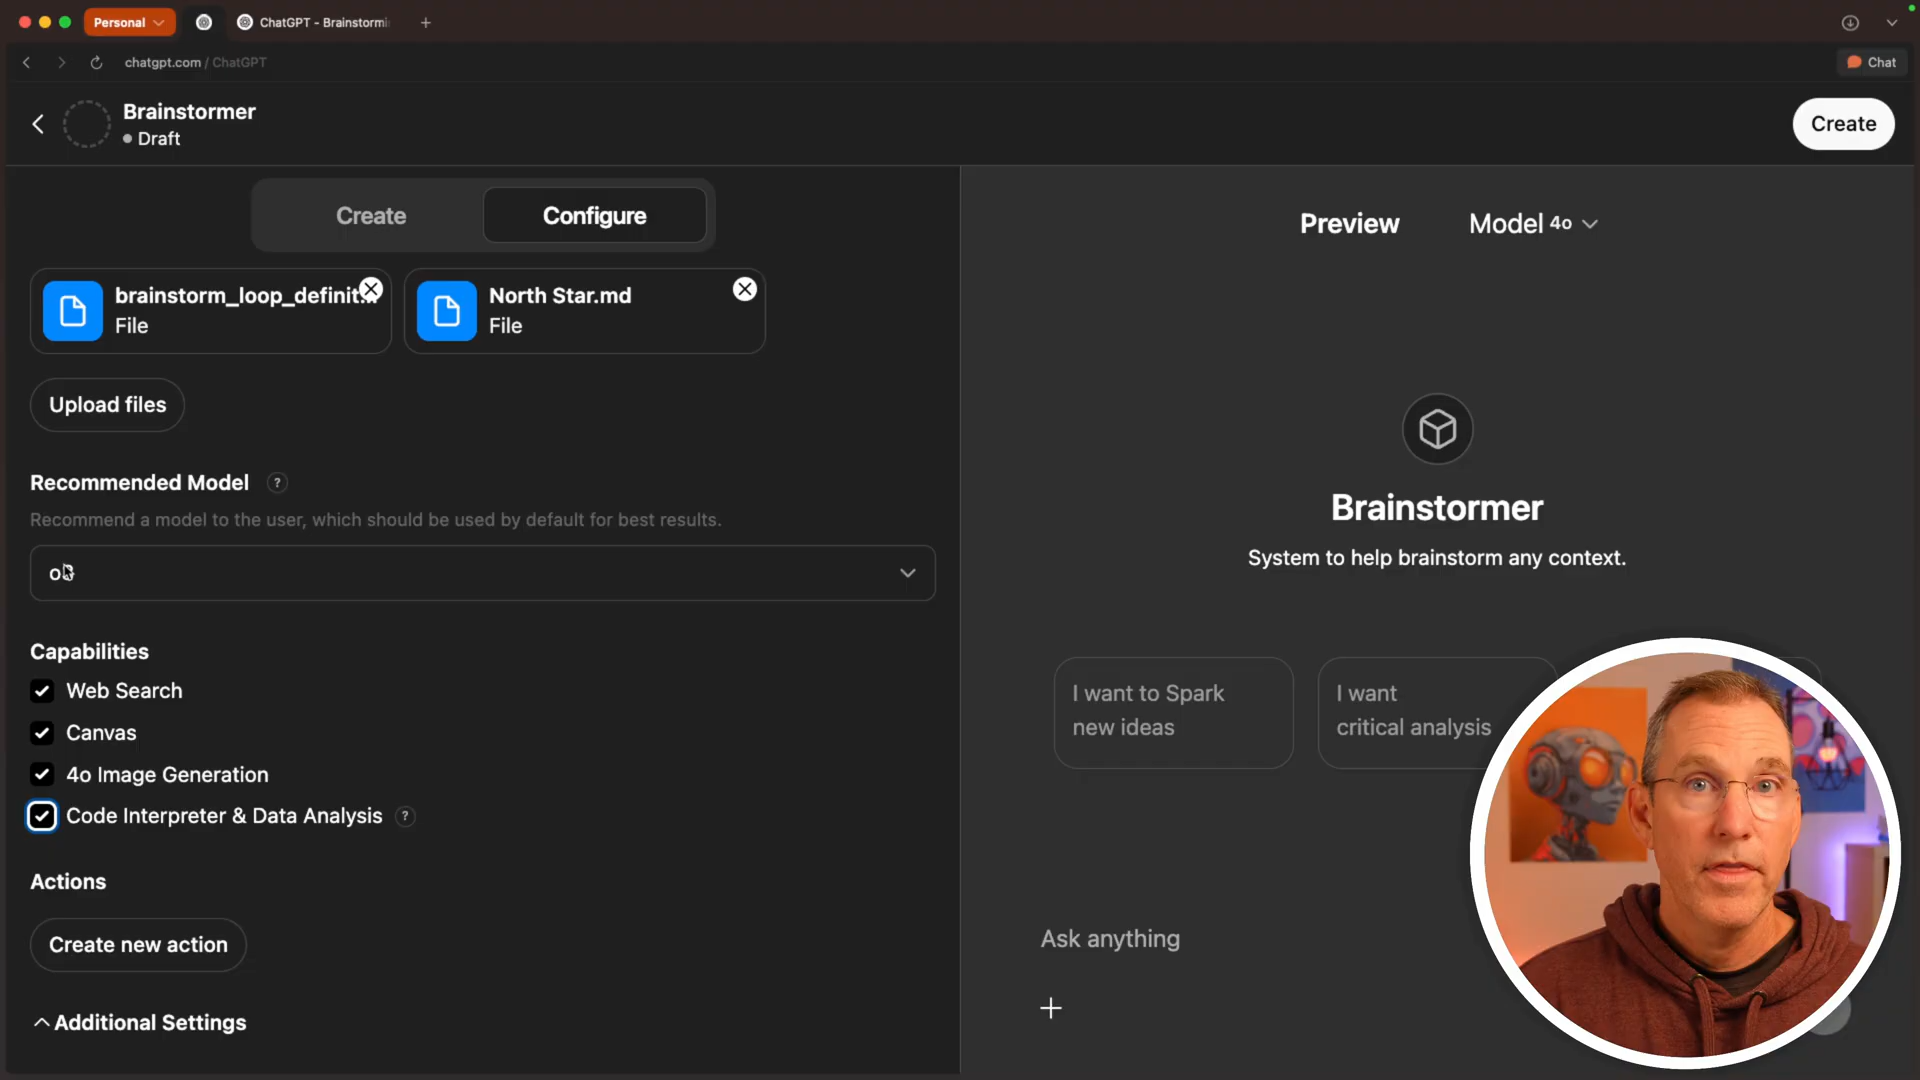 Personal
ChatGPT - Brainstormi
chatgpt.com / ChatGPT
Chat
Brainstormer
Draft
Create
Create
Configure
Preview
Model 4o
brainstorm_loop_definit...
File
North Star.md
File
Upload files
Recommended Model ?
Recommend a model to the user, which should be used by default for best results.
o3
Capabilities
Web Search
Canvas
4o Image Generation
Code Interpreter & Data Analysis ?
Actions
Create new action
Additional Settings
Brainstormer
System to help brainstorm any context.
I want to Spark
new ideas
I want
critical analysis
Ask anything